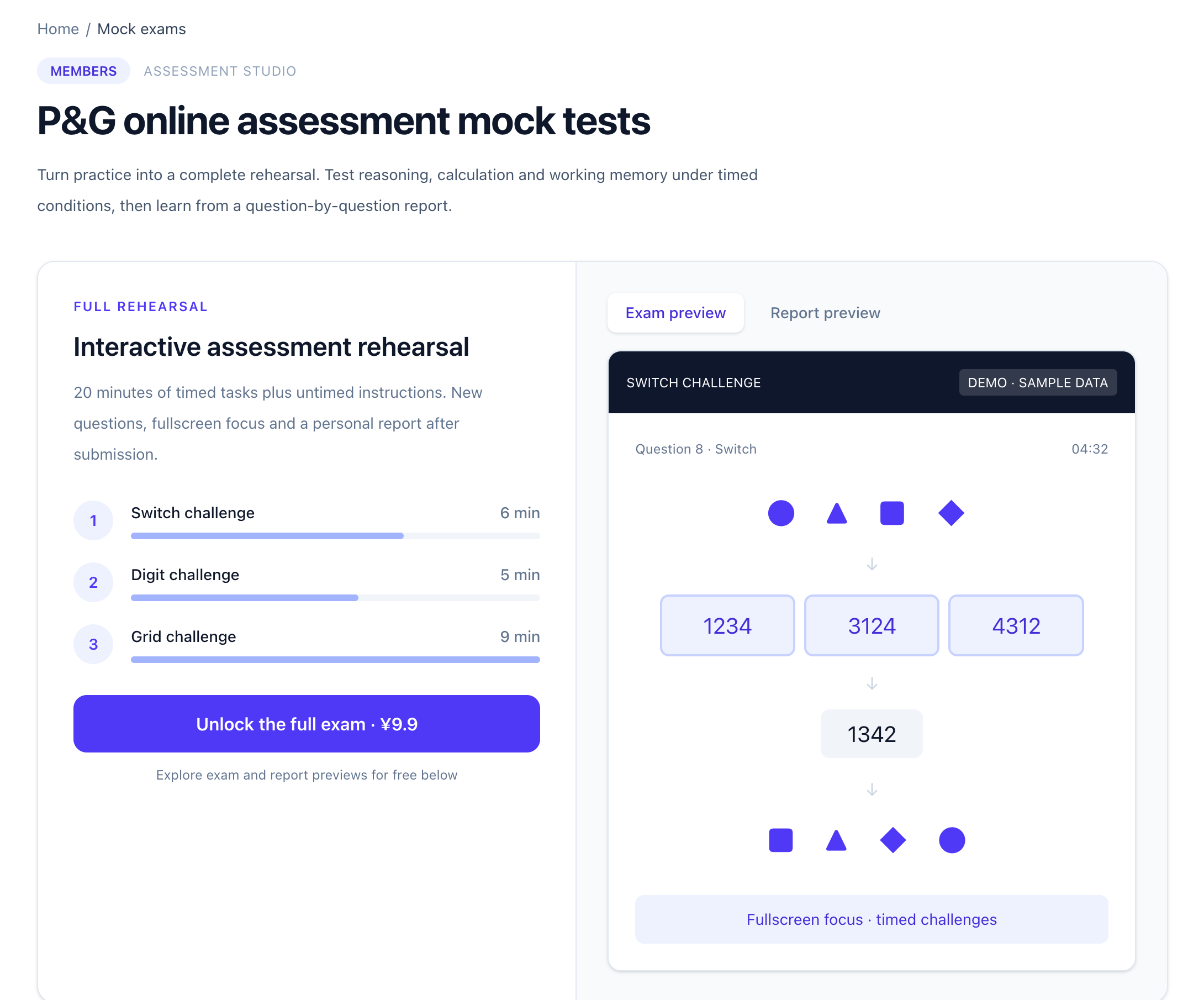 Home / Mock exams
MEMBERS ASSESSMENT STUDIO
P&G online assessment mock tests
Turn practice into a complete rehearsal. Test reasoning, calculation and working memory under timed
conditions, then learn from a question-by-question report.
FULL REHEARSAL
Interactive assessment rehearsal
20 minutes of timed tasks plus untimed instructions. New
questions, fullscreen focus and a personal report after
submission.
1 Switch challenge 6 min
2 Digit challenge 5 min
3 Grid challenge 9 min
Unlock the full exam · ¥9.9
Explore exam and report previews for free below
Exam preview Report preview
SWITCH CHALLENGE DEMO · SAMPLE DATA
Question 8 · Switch 04:32
↓
1234 3124 4312
↓
1342
↓
Fullscreen focus · timed challenges